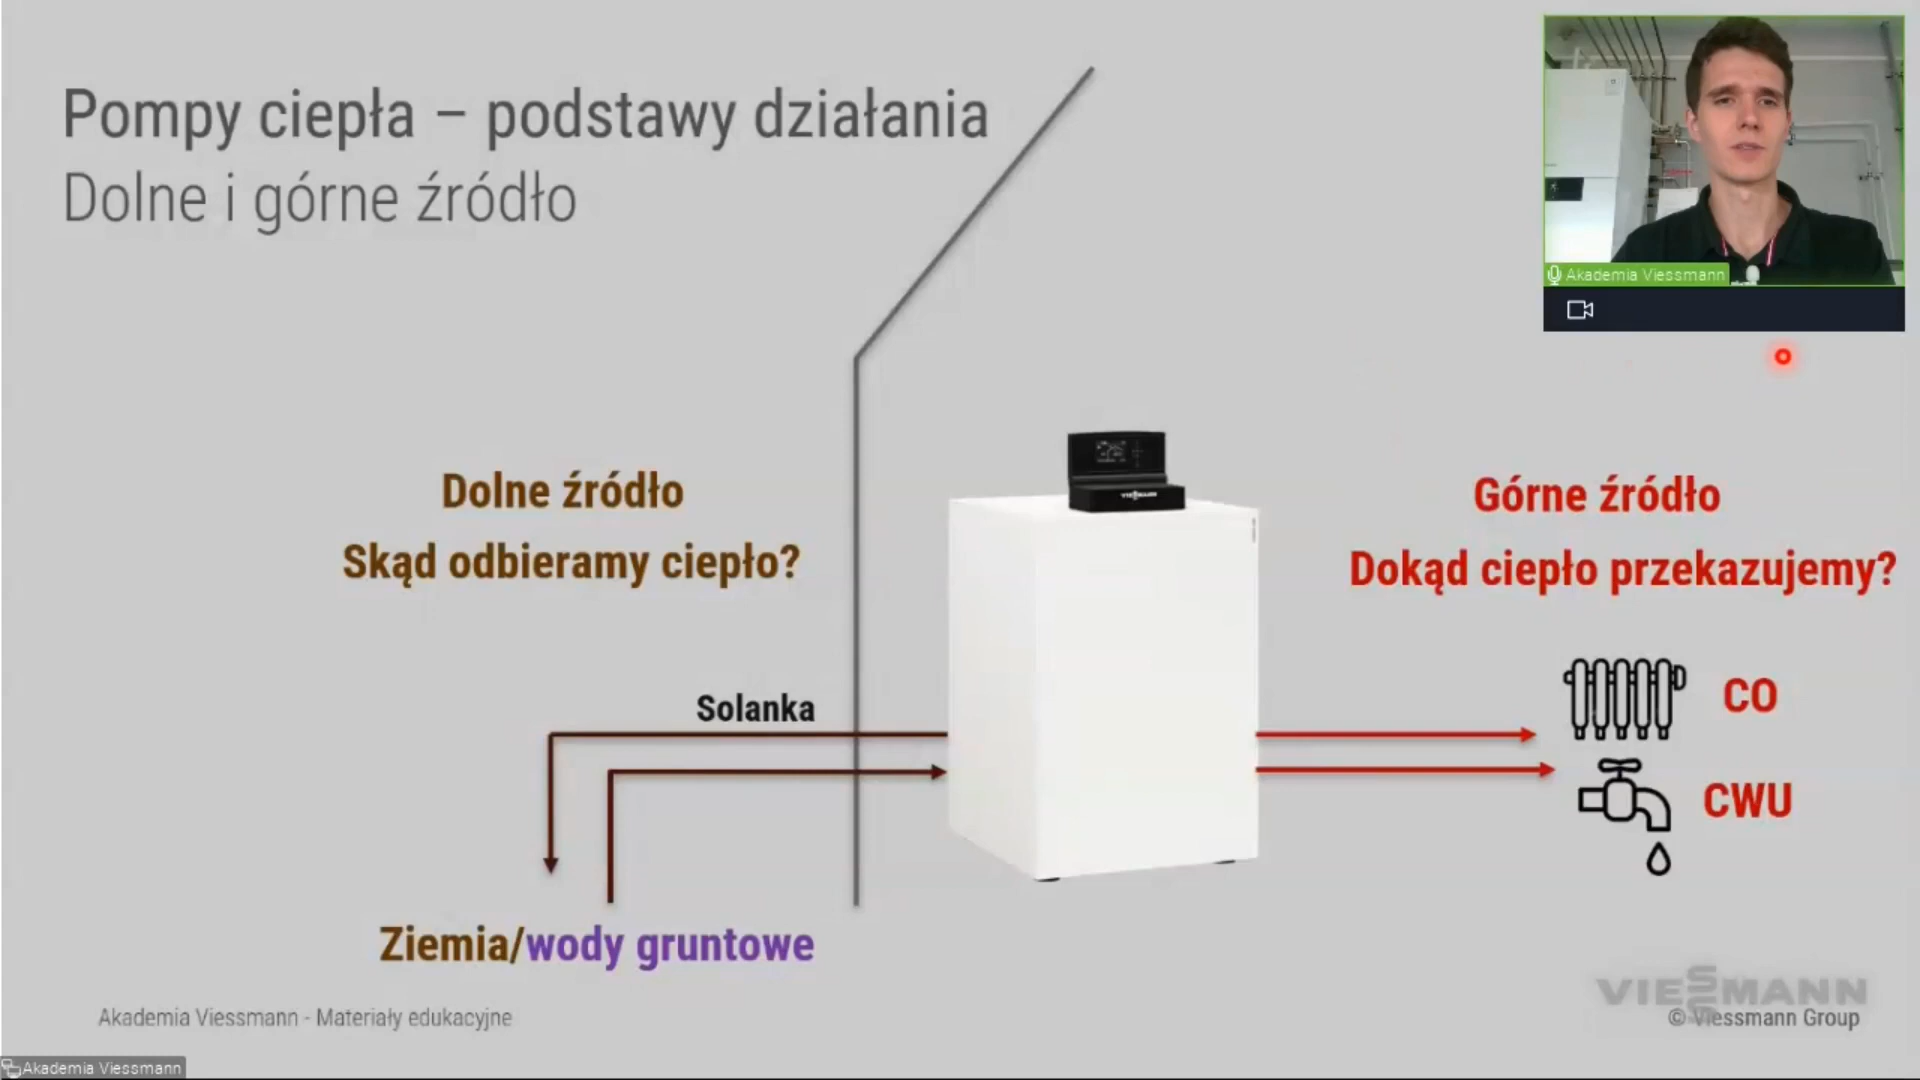 Pompy ciepła – podstawy działania
Dolne i górne źródło
Akademia Viessmann
Dolne źródło
Skąd odbieramy ciepło?
VIESMANN
Górne źródło
Dokąd ciepło przekazujemy?
Solanka
CO
CWU
Ziemia/wody gruntowe
Akademia Viessmann - Materiały edukacyjne
VIESSMANN
© Viessmann Group
Akademia Viessmann